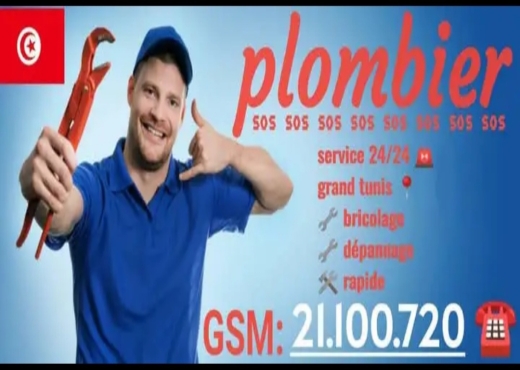 plombier
SOS SOS SOS SOS SOS SOS SOS SOS
service 24/24
grand tunis
bricolage
dépannage
rapide
GSM: 21.100.720